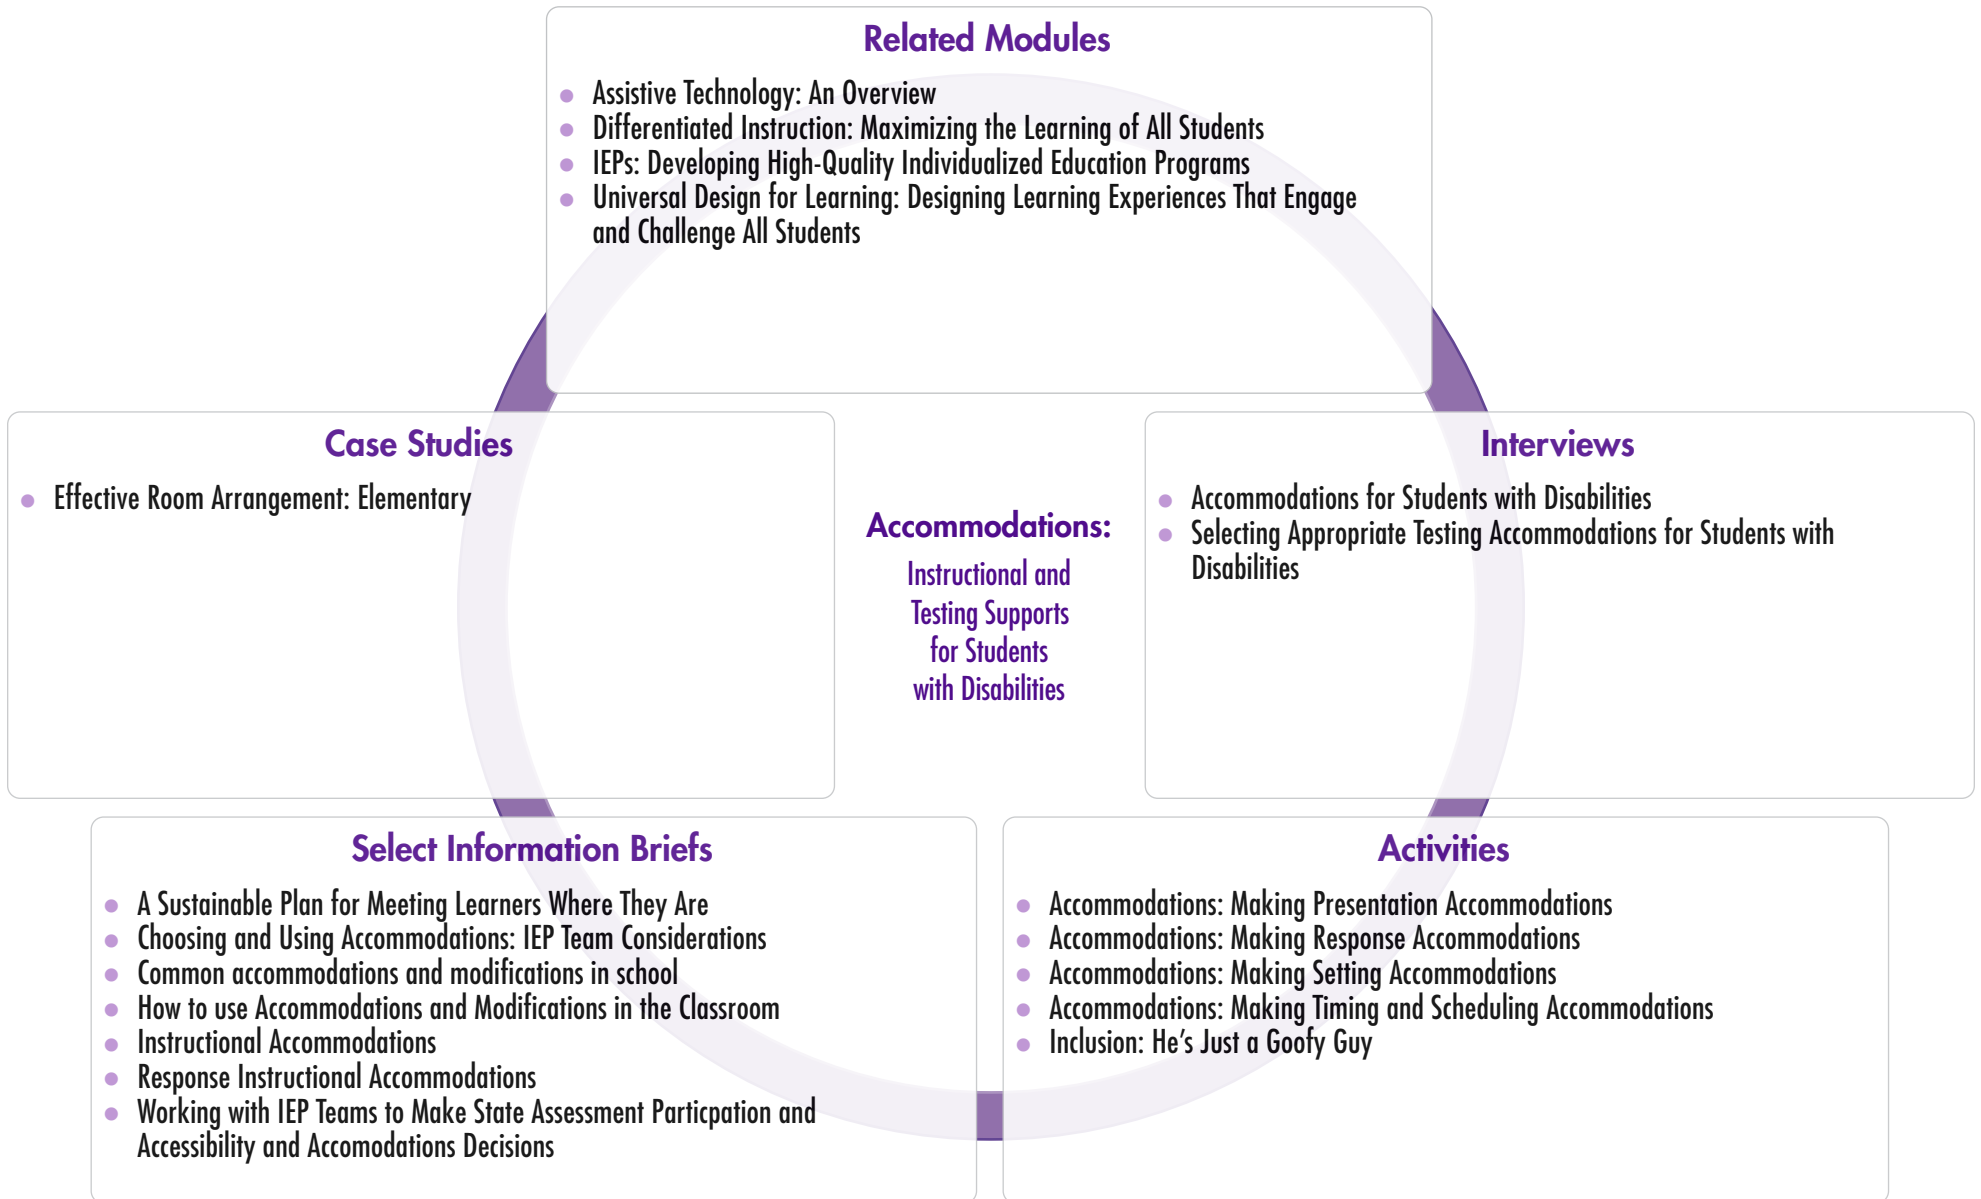 Related Modules
Assistive Technology: An Overview
Differentiated Instruction: Maximizing the Learning of All Students
IEPs: Developing High-Quality Individualized Education Programs
Universal Design for Learning: Designing Learning Experiences That Engage
and Challenge All Students
Case Studies
Effective Room Arrangement: Elementary
Accommodations:
Instructional and
Testing Supports
for Students
with Disabilities
Interviews
Accommodations for Students with Disabilities
Selecting Appropriate Testing Accommodations for Students with
Disabilities
Select Information Briefs
A Sustainable Plan for Meeting Learners Where They Are
Choosing and Using Accommodations: IEP Team Considerations
Common accommodations and modifications in school
How to use Accommodations and Modifications in the Classroom
Instructional Accommodations
Response Instructional Accommodations
Working with IEP Teams to Make State Assessment Particpation and
Accessibility and Accomodations Decisions
Activities
Accommodations: Making Presentation Accommodations
Accommodations: Making Response Accommodations
Accommodations: Making Setting Accommodations
Accommodations: Making Timing and Scheduling Accommodations
Inclusion: He's Just a Goofy Guy